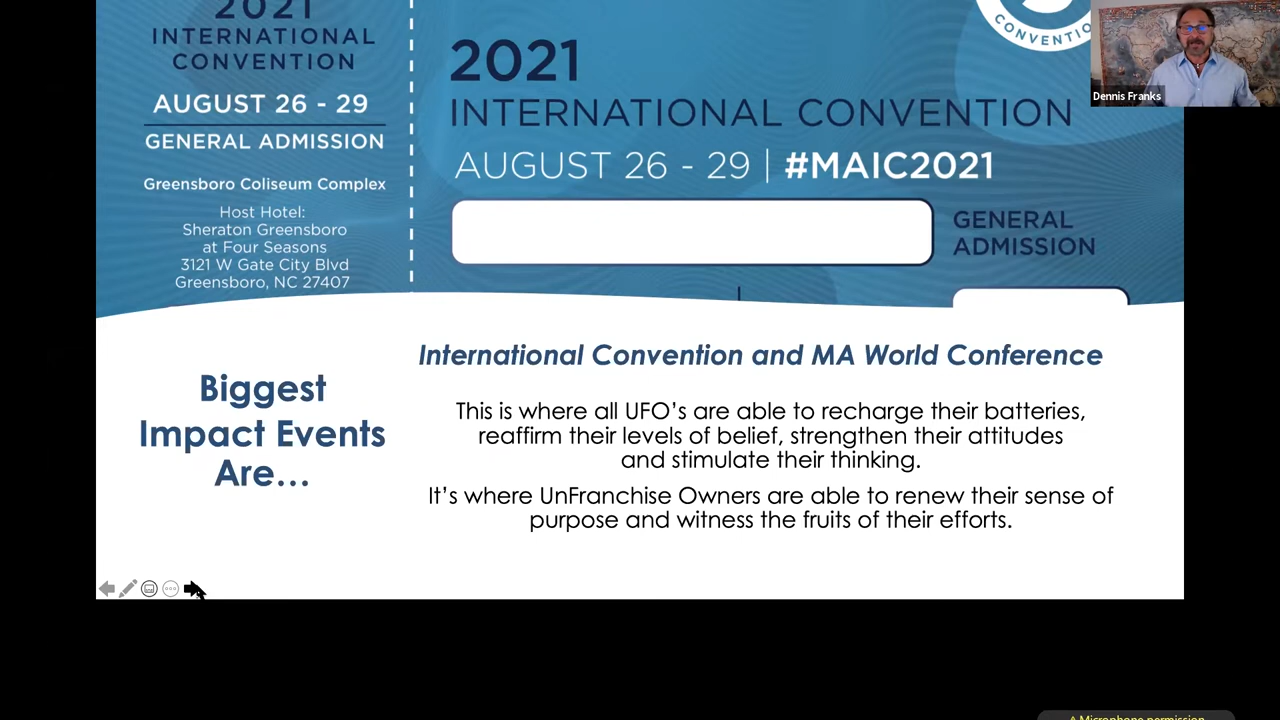 2021
INTERNATIONAL
CONVENTION
AUGUST 26 - 29
GENERAL ADMISSION
Greensboro Coliseum Complex
Host Hotel:
Sheraton Greensboro
at Four Seasons
3121 W Gate City Blvd
Greensboro, NC 27407
CONVENTIO
2021
INTERNATIONAL CONVENTION
AUGUST 26 - 29 | #MAIC2021
GENERAL
ADMISSION
Dennis Franks
Biggest
Impact Events
Are…
International Convention and MA World Conference
This is where all UFO’s are able to recharge their batteries,
reaffirm their levels of belief, strengthen their attitudes
and stimulate their thinking.
It’s where UnFranchise Owners are able to renew their sense of
purpose and witness the fruits of their efforts.
A Microphone permission